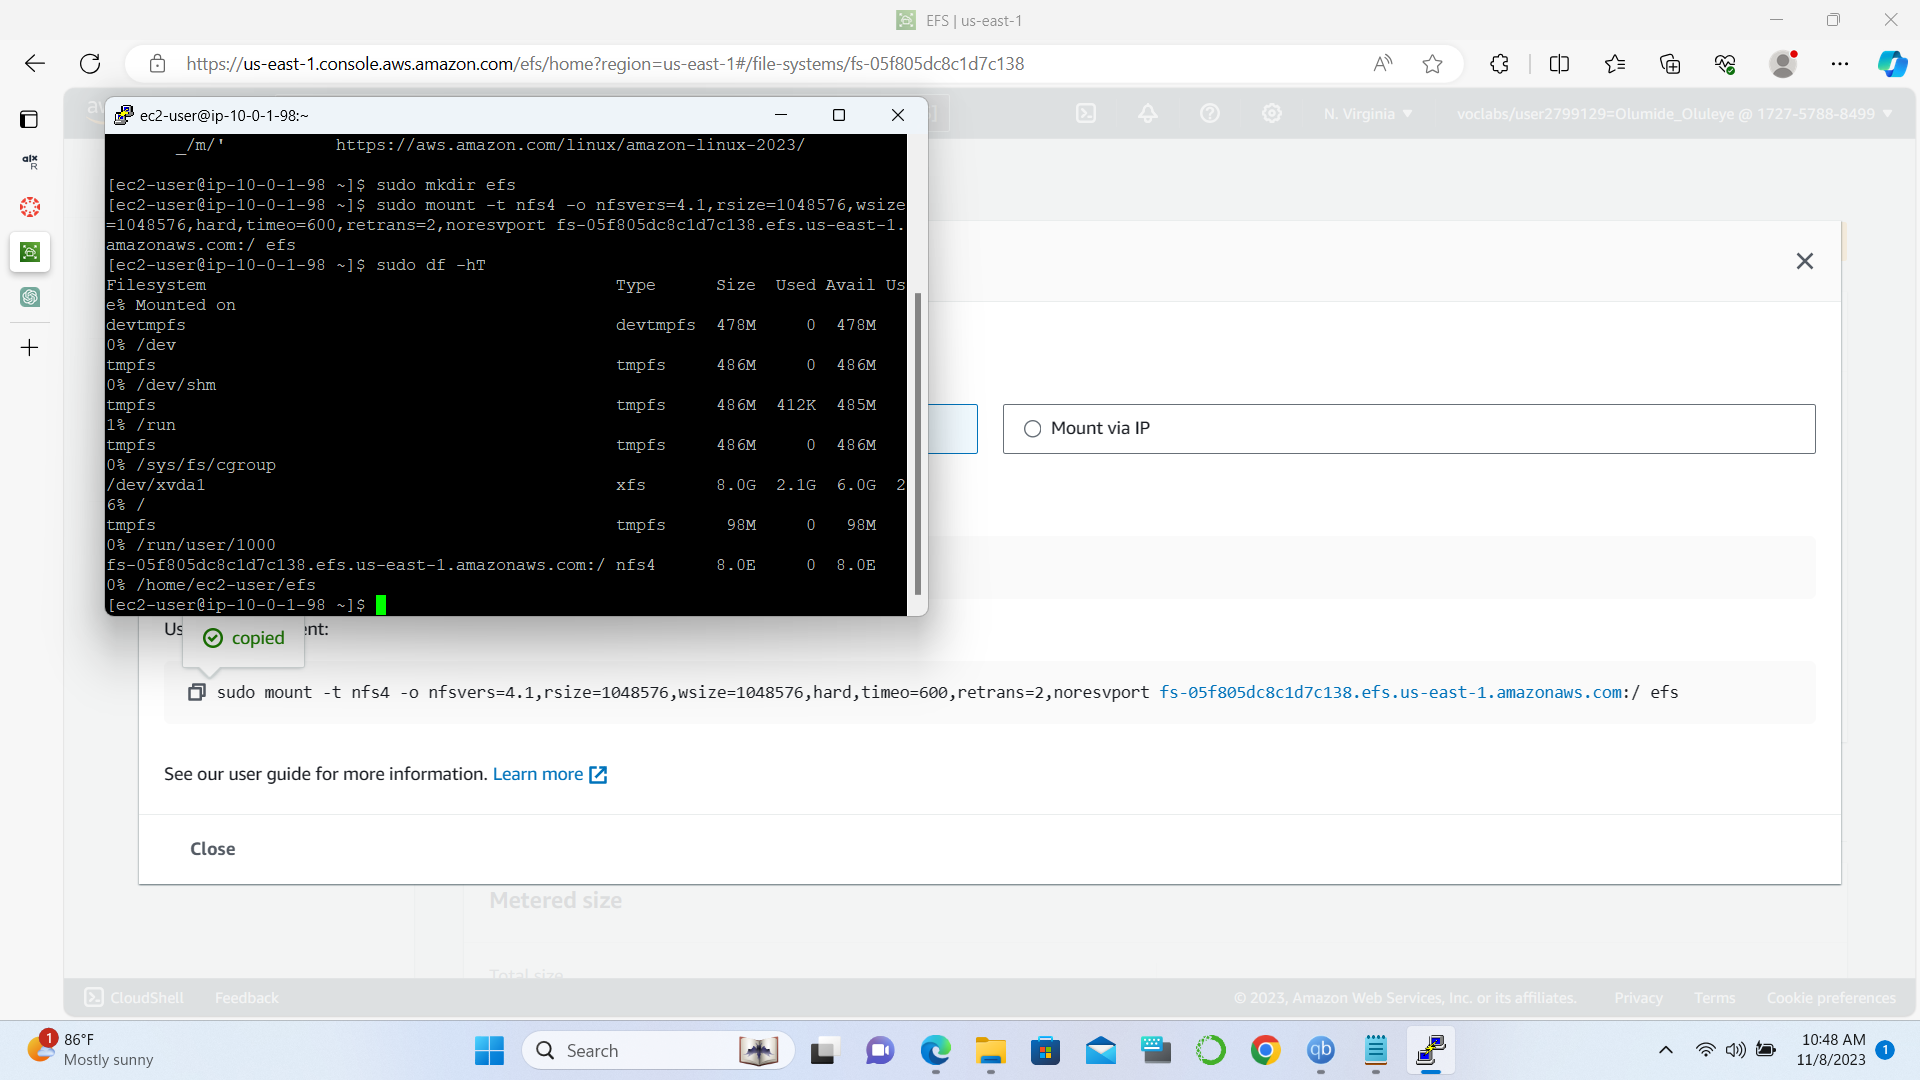 EFS | us-east-1
https://us-east-1.console.aws.amazon.com/efs/home?region=us-east-1#/file-systems/fs-05f805dc8c1d7c138
N. Virginia
voclabs/user2799129=Olumide_Oluleye @ 1727-5788-8499
alx
R
ec2-user@ip-10-0-1-98:~
_/m/' https://aws.amazon.com/linux/amazon-linux-2023/
[ec2-user@ip-10-0-1-98 ~]$ sudo mkdir efs
[ec2-user@ip-10-0-1-98 ~]$ sudo mount -t nfs4 -o nfsvers=4.1,rsize=1048576,wsize
=1048576,hard,timeo=600,retrans=2,noresvport fs-05f805dc8c1d7c138.efs.us-east-1.
amazonaws.com:/ efs
[ec2-user@ip-10-0-1-98 ~]$ sudo df -hT
Filesystem Type Size Used Avail Us
e% Mounted on
devtmpfs devtmpfs 478M 0 478M
0% /dev
tmpfs tmpfs 486M 0 486M
0% /dev/shm
tmpfs tmpfs 486M 412K 485M
1% /run
tmpfs tmpfs 486M 0 486M
0% /sys/fs/cgroup
/dev/xvda1 xfs 8.0G 2.1G 6.0G 2
6% /
tmpfs tmpfs 98M 0 98M
0% /run/user/1000
fs-05f805dc8c1d7c138.efs.us-east-1.amazonaws.com:/ nfs4 8.0E 0 8.0E
0% /home/ec2-user/efs
[ec2-user@ip-10-0-1-98 ~]$
Mount via IP
Us nt:
copied
sudo mount -t nfs4 -o nfsvers=4.1,rsize=1048576,wsize=1048576,hard,timeo=600,retrans=2,noresvport fs-05f805dc8c1d7c138.efs.us-east-1.amazonaws.com:/ efs
See our user guide for more information. Learn more
Close
Metered size
Total size
CloudShell Feedback © 2023, Amazon Web Services, Inc. or its affiliates. Privacy Terms Cookie preferences
1
86°F
Mostly sunny
Search
qb
10:48 AM
11/8/2023
1